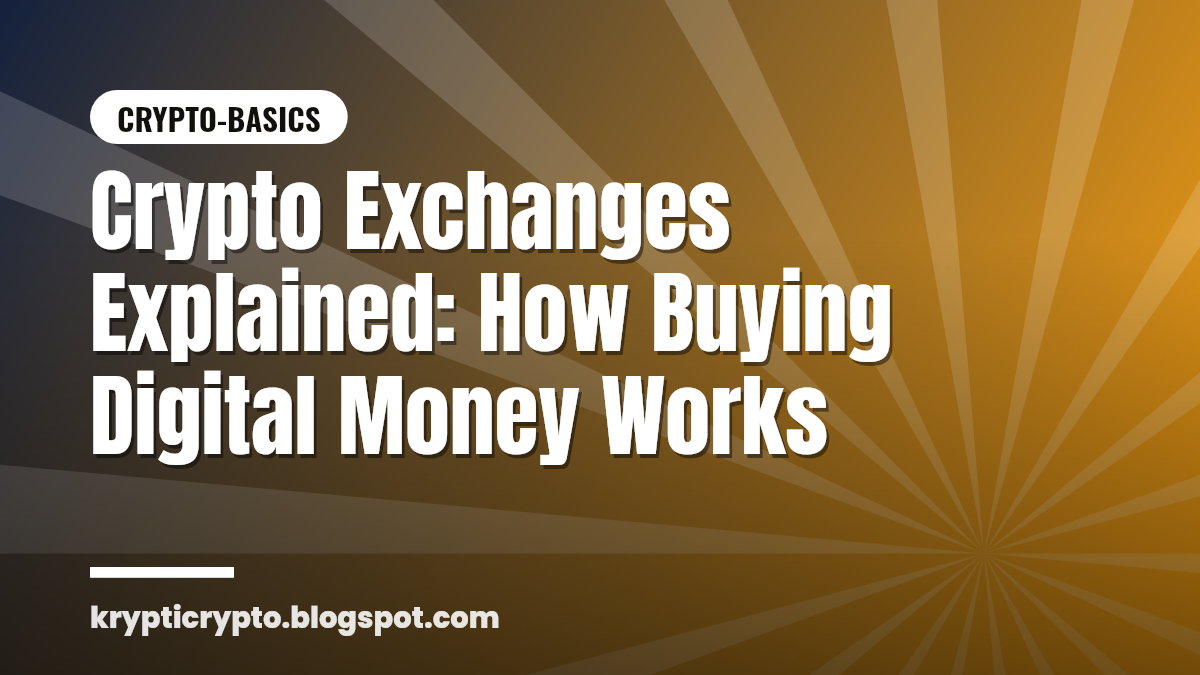 CRYPTO-BASICS
Crypto Exchanges
Explained: How Buying
Digital Money Works
krypticrypto.blogspot.com